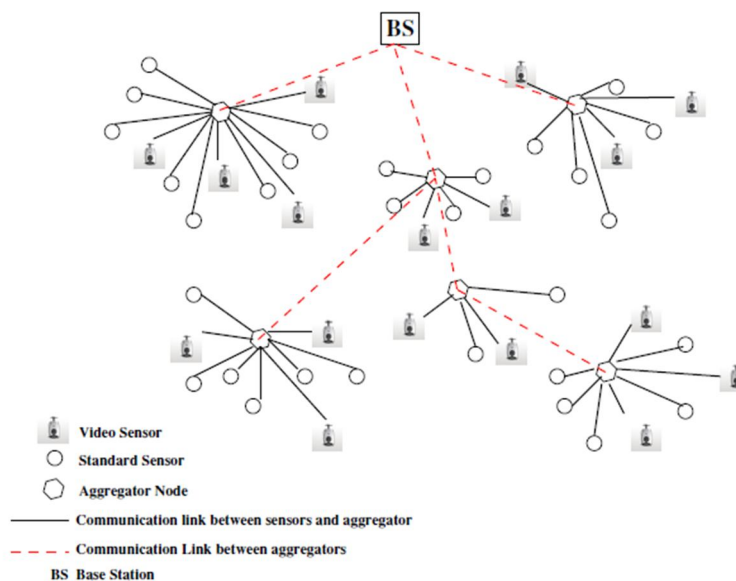 BS
Video Sensor
Standard Sensor
Aggregator Node
Communication link between sensors and aggregator
Communication Link between aggregators
BS Base Station